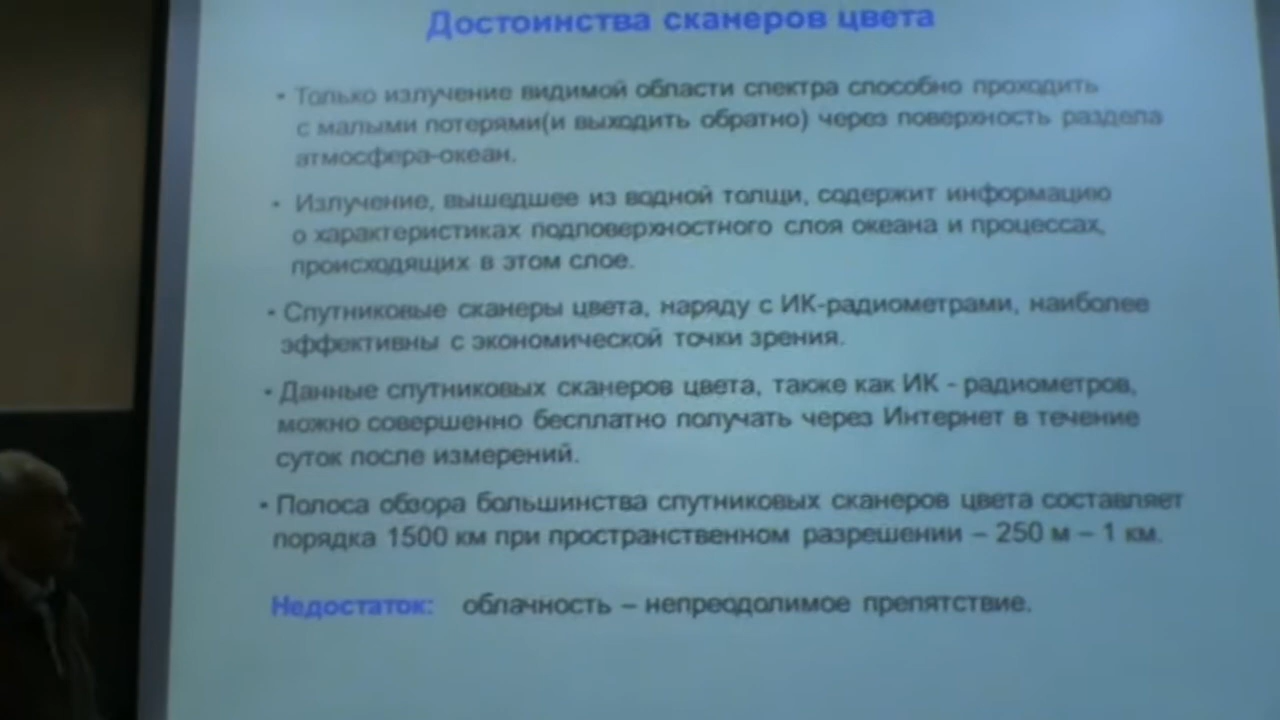 Достоинства сканеров цвета
• Только излучение видимой области спектра способно проходить
с малыми потерями(и выходить обратно) через поверхность раздела
атмосфера-океан.
• Излучение, вышедшее из водной толщи, содержит информацию
о характеристиках подповерхностного слоя океана и процессах,
происходящих в этом слое.
• Спутниковые сканеры цвета, наряду с ИК-радиометрами, наиболее
эффективны с экономической точки зрения.
• Данные спутниковых сканеров цвета, также как ИК - радиометров,
можно совершенно бесплатно получать через Интернет в течение
суток после измерений.
• Полоса обзора большинства спутниковых сканеров цвета составляет
порядка 1500 км при пространственном разрешении – 250 м – 1 км.
Недостаток: облачность – непреодолимое препятствие.